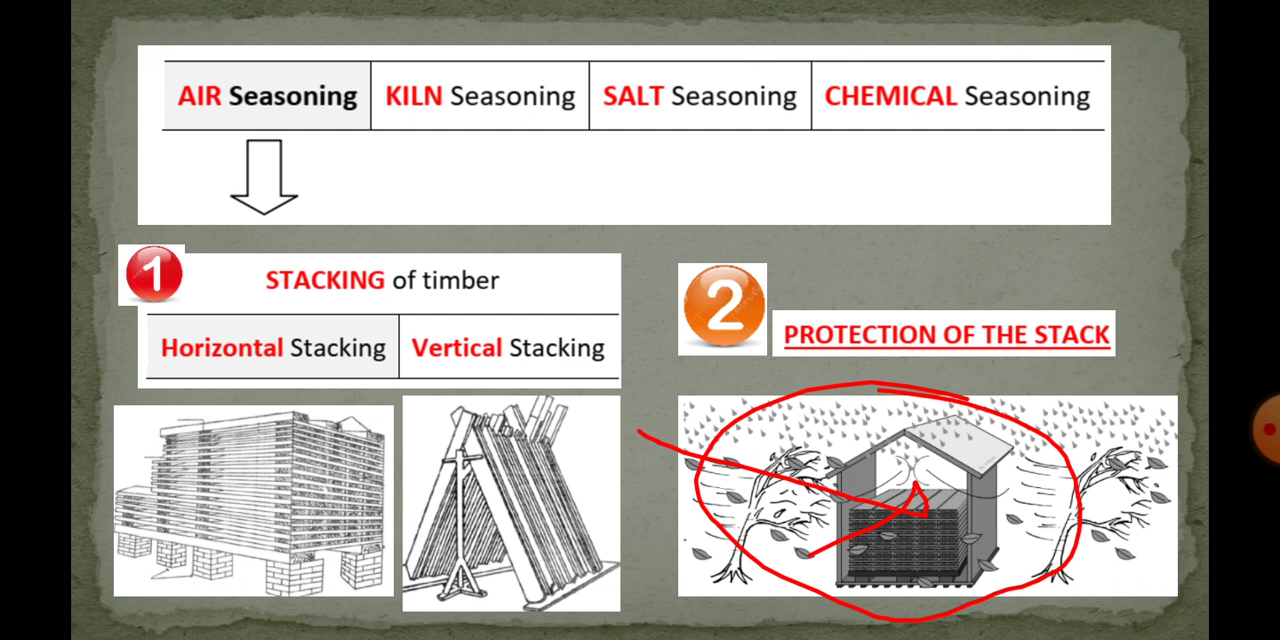 AIR Seasoning KILN Seasoning SALT Seasoning CHEMICAL Seasoning
1
STACKING of timber
Horizontal Stacking Vertical Stacking
2
PROTECTION OF THE STACK